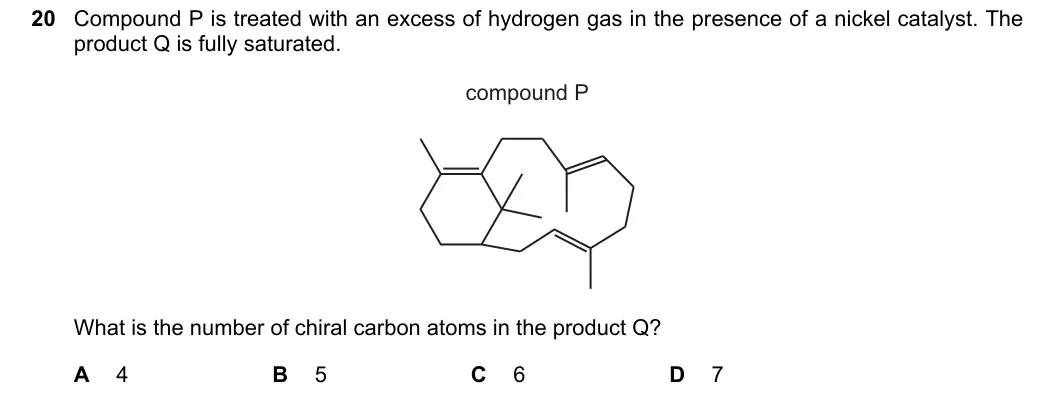 20 Compound P is treated with an excess of hydrogen gas in the presence of a nickel catalyst. The
product Q is fully saturated.
compound P
What is the number of chiral carbon atoms in the product Q?
A 4 B 5 C 6 D 7